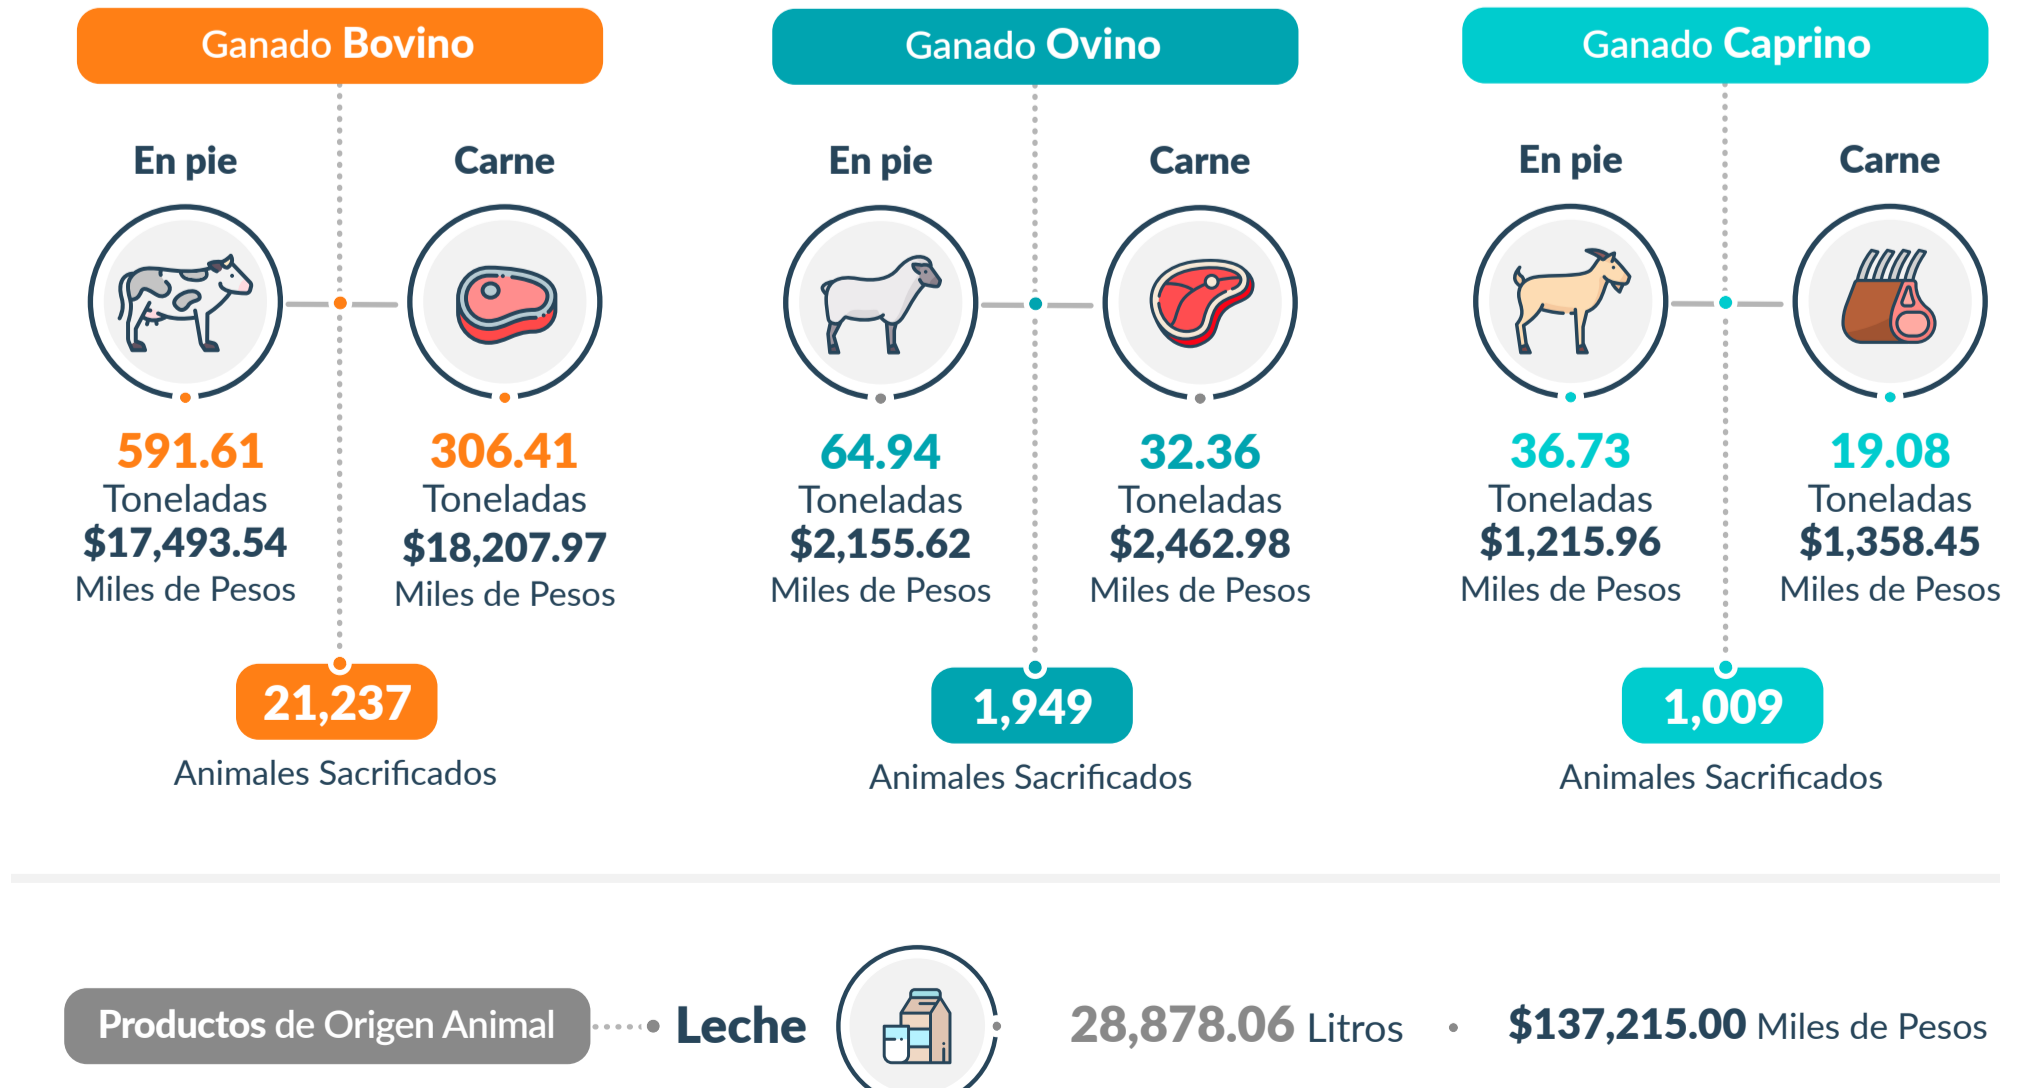 Ganado Bovino
En pie
Carne
591.61
Toneladas
$17,493.54
Miles de Pesos
306.41
Toneladas
$18,207.97
Miles de Pesos
21,237
Animales Sacrificados
Ganado Ovino
En pie
Carne
64.94
Toneladas
$2,155.62
Miles de Pesos
32.36
Toneladas
$2,462.98
Miles de Pesos
1,949
Animales Sacrificados
Ganado Caprino
En pie
Carne
36.73
Toneladas
$1,215.96
Miles de Pesos
19.08
Toneladas
$1,358.45
Miles de Pesos
1,009
Animales Sacrificados
Productos de Origen Animal
Leche
28,878.06 Litros
$137,215.00 Miles de Pesos